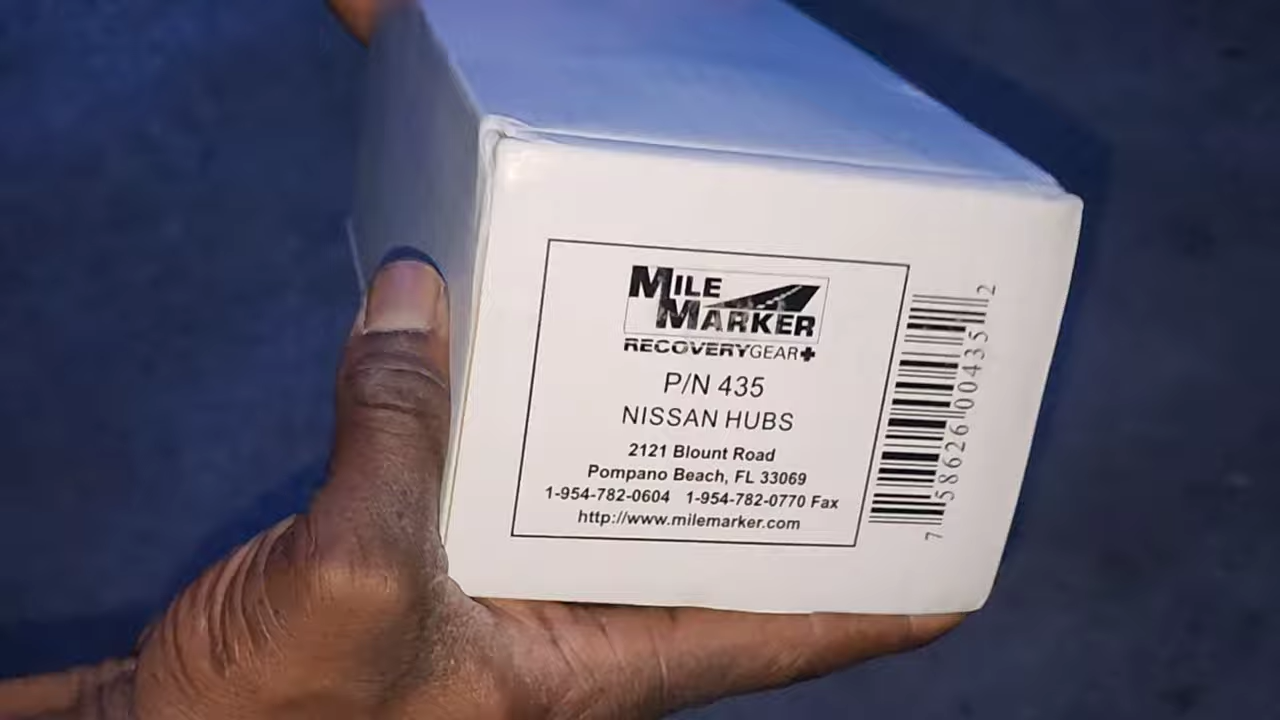 MILE
MARKER
RECOVERYGEAR
P/N 435
NISSAN HUBS
2121 Blount Road
Pompano Beach, FL 33069
1-954-782-0604 1-954-782-0770 Fax
http://www.milemarker.com
7 58626 00435 2